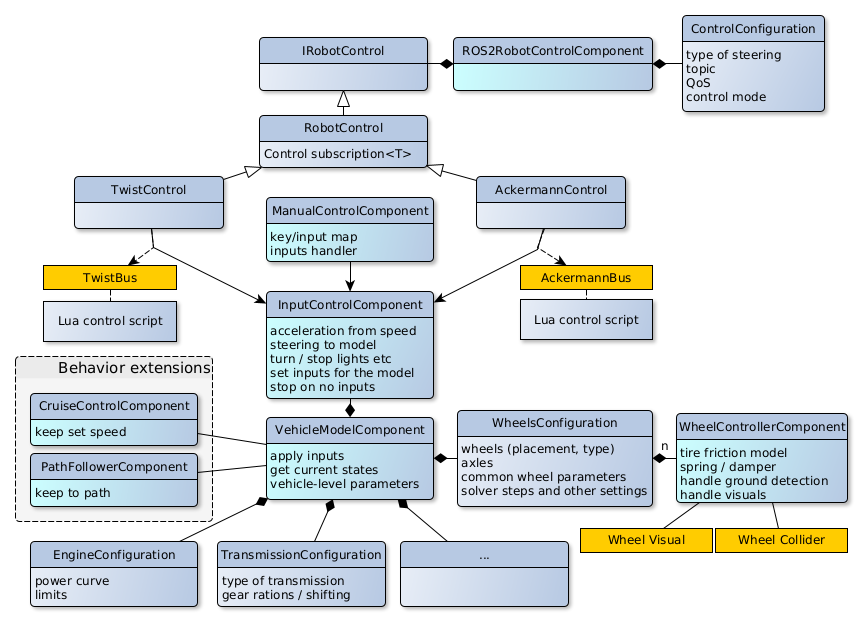 ControlConfiguration
type of steering
topic
QoS
control mode
IRobotControl
ROS2RobotControlComponent
RobotControl
Control subscription<T>
TwistControl
AckermannControl
ManualControlComponent
key/input map
inputs handler
TwistBus
Lua control script
AckermannBus
Lua control script
InputControlComponent
acceleration from speed
steering to model
turn / stop lights etc
set inputs for the model
stop on no inputs
Behavior extensions
CruiseControlComponent
keep set speed
PathFollowerComponent
keep to path
VehicleModelComponent
apply inputs
get current states
vehicle-level parameters
WheelsConfiguration
wheels (placement, type)
axles
common wheel parameters
solver steps and other settings
n
WheelControllerComponent
tire friction model
spring / damper
handle ground detection
handle visuals
Wheel Visual
Wheel Collider
EngineConfiguration
power curve
limits
TransmissionConfiguration
type of transmission
gear rations / shifting
...